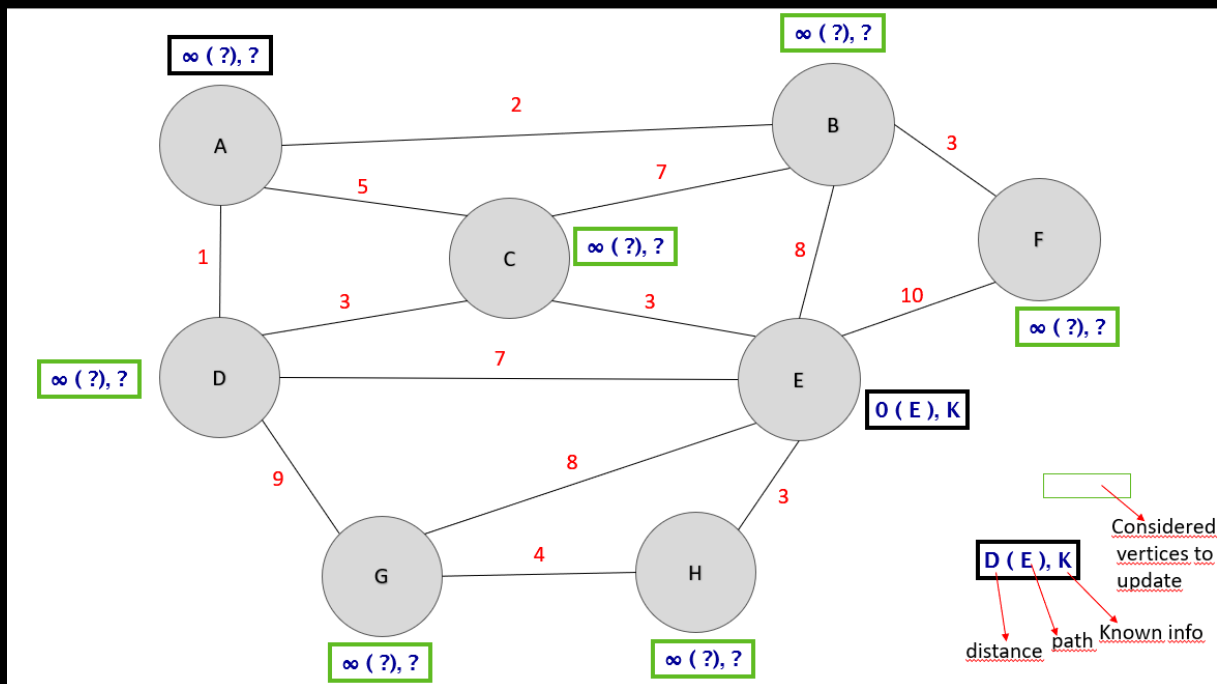 ∞ ( ?), ?
∞ ( ?), ?
A
2
B
3
5
7
C
∞ ( ?), ?
F
1
8
3
3
10
∞ ( ?), ?
∞ ( ?), ?
D
7
E
0 ( E ), K
9
8
3
G
4
H
∞ ( ?), ?
∞ ( ?), ?
Considered
vertices to
update
D ( E ), K
distance
path
Known info